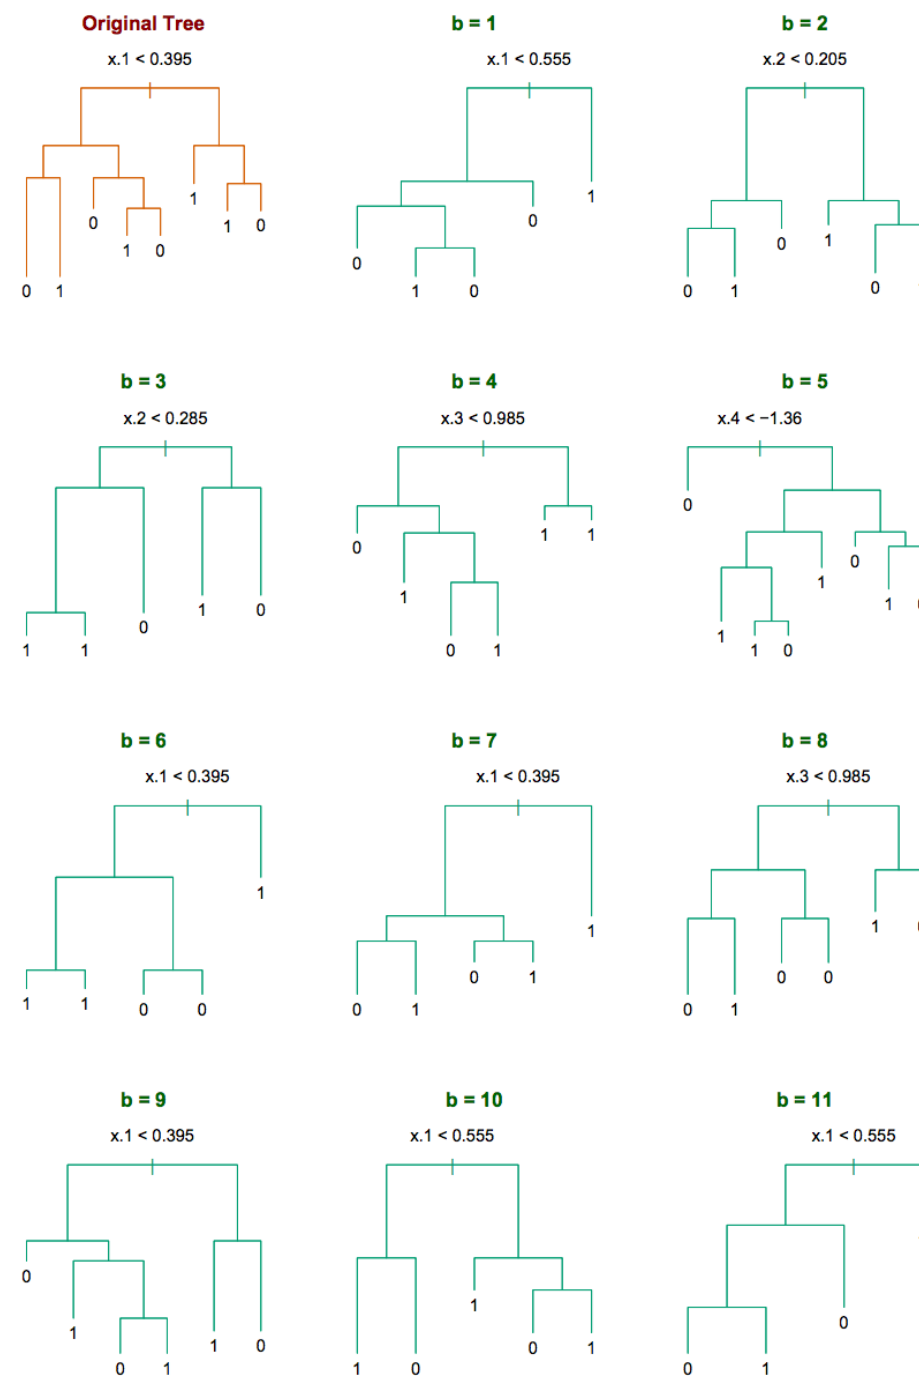 Original Tree
b = 1
b = 2
x.1 < 0.395
x.1 < 0.555
x.2 < 0.205
0 1 0 1 0 1 1 0
0 1 0 0 1
0 1 0 1 0
b = 3
b = 4
b = 5
x.2 < 0.285
x.3 < 0.985
x.4 < −1.36
1 1 0 1 0
0 1 0 1 1 1
0 1 1 0 1 0 1
b = 6
b = 7
b = 8
x.1 < 0.395
x.1 < 0.395
x.3 < 0.985
1 1 0 0 1
0 1 0 1 1
0 1 0 0 1
b = 9
b = 10
b = 11
x.1 < 0.395
x.1 < 0.555
x.1 < 0.555
0 1 0 1 1 0
1 0 1 0 1
0 1 0